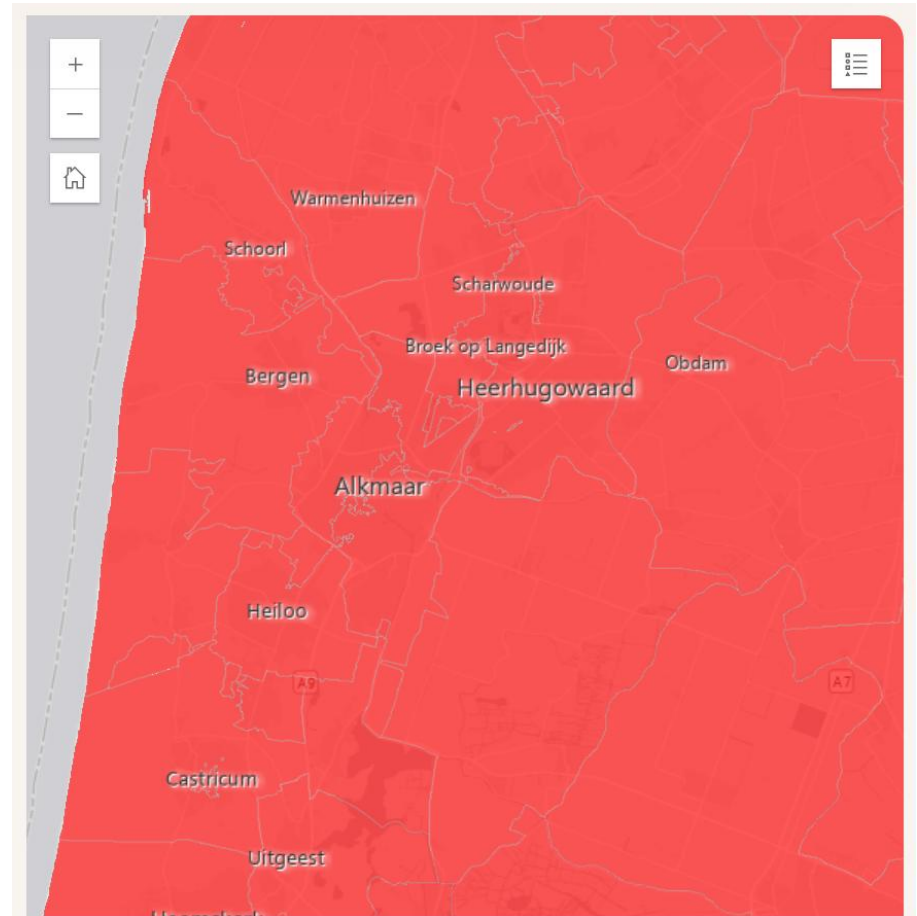 +
−
Warmenhuizen
Schoorl
Scharwoude
Broek op Langedijk
Obdam
Bergen
Heerhugowaard
Alkmaar
Heiloo
A9
A7
Castricum
Uitgeest